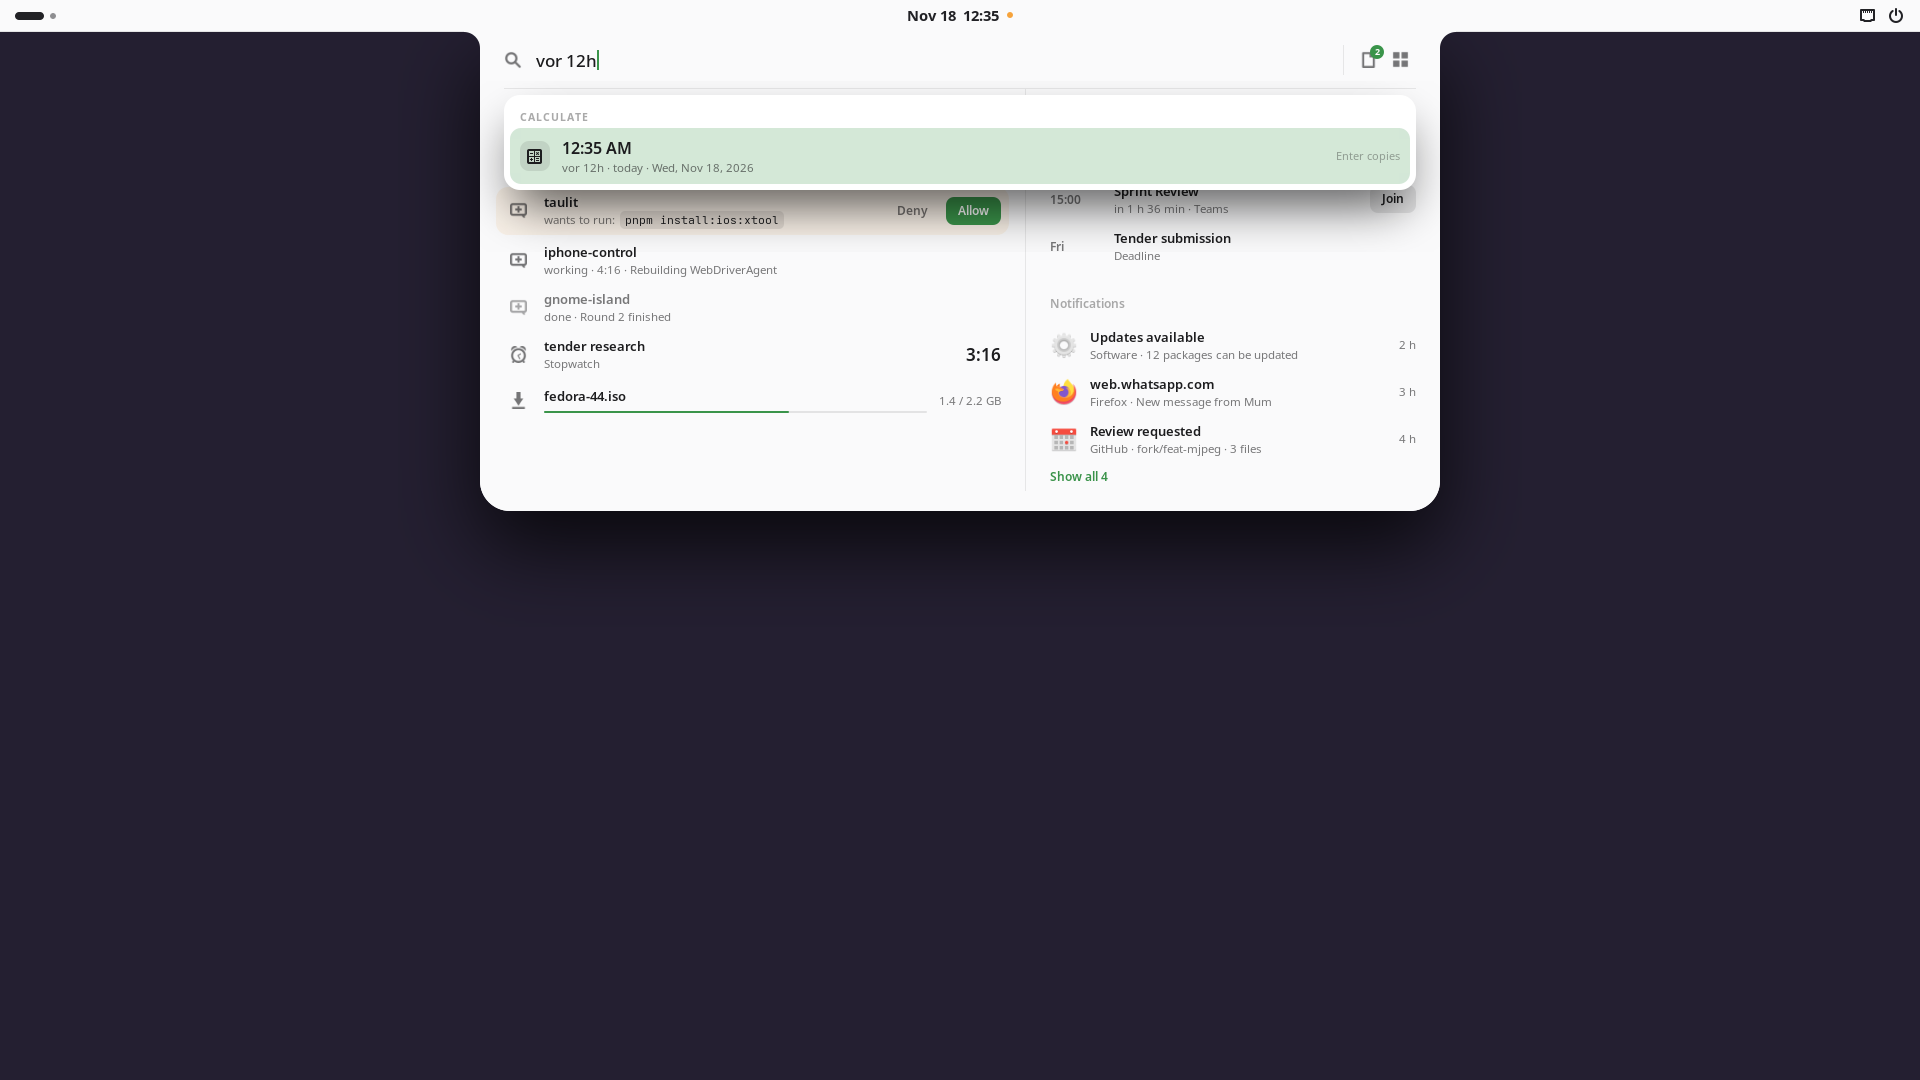 Nov 18 12:35
vor 12h
2
CALCULATE
12:35 AM
vor 12h · today · Wed, Nov 18, 2026
Enter copies
taulit
wants to run: pnpm install:ios:xtool
Deny
Allow
iphone-control
working · 4:16 · Rebuilding WebDriverAgent
gnome-island
done · Round 2 finished
tender research
Stopwatch
3:16
fedora-44.iso
1.4 / 2.2 GB
15:00
Sprint Review
in 1 h 36 min · Teams
Join
Fri
Tender submission
Deadline
Notifications
Updates available
Software · 12 packages can be updated
2 h
web.whatsapp.com
Firefox · New message from Mum
3 h
Review requested
GitHub · fork/feat-mjpeg · 3 files
4 h
Show all 4